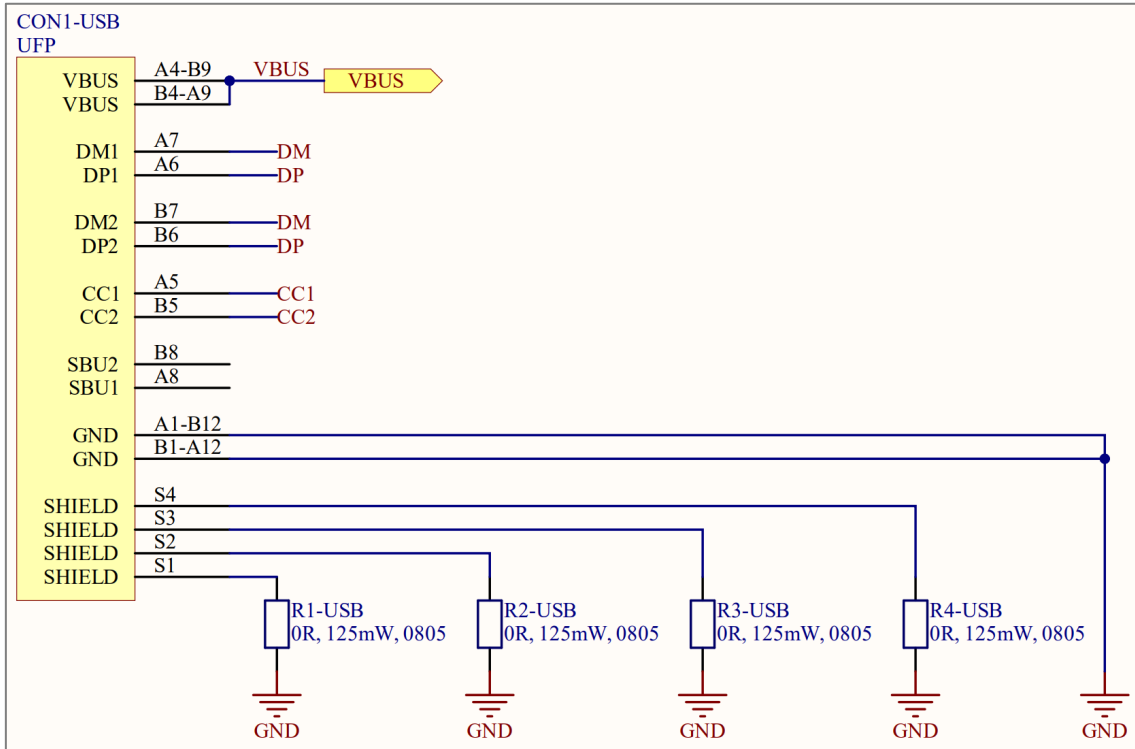 CON1-USB
UFP
VBUS A4-B9 VBUS VBUS
VBUS B4-A9
DM1 A7 DM
DP1 A6 DP
DM2 B7 DM
DP2 B6 DP
CC1 A5 CC1
CC2 B5 CC2
SBU2 B8
SBU1 A8
GND A1-B12
GND B1-A12
SHIELD S4
SHIELD S3
SHIELD S2
SHIELD S1
R1-USB R2-USB R3-USB R4-USB
0R, 125mW, 0805 0R, 125mW, 0805 0R, 125mW, 0805 0R, 125mW, 0805
GND GND GND GND GND